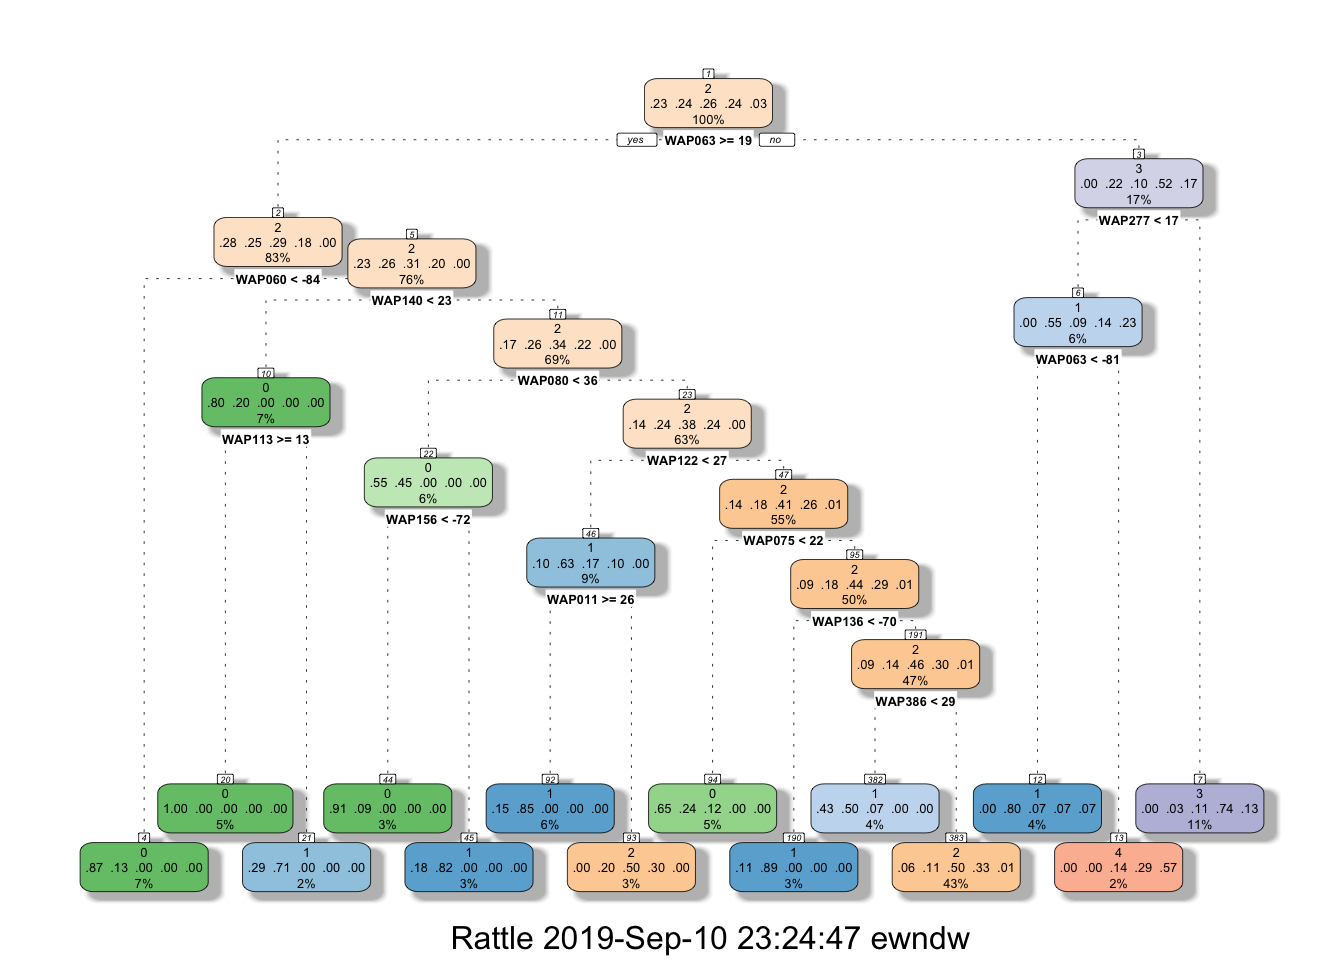 1
2
.23 .24 .26 .24 .03
100%
yes WAP063 >= 19 no
3
3
.00 .22 .10 .52 .17
17%
WAP277 < 17
2
2
.28 .25 .29 .18 .00
83%
WAP060 < -84
5
2
.23 .26 .31 .20 .00
76%
WAP140 < 23
6
1
.00 .55 .09 .14 .23
6%
WAP063 < -81
11
2
.17 .26 .34 .22 .00
69%
WAP080 < 36
10
0
.80 .20 .00 .00 .00
7%
WAP113 >= 13
23
2
.14 .24 .38 .24 .00
63%
WAP122 < 27
22
0
.55 .45 .00 .00 .00
6%
WAP156 < -72
47
2
.14 .18 .41 .26 .01
55%
WAP075 < 22
46
1
.10 .63 .17 .10 .00
9%
WAP011 >= 26
95
2
.09 .18 .44 .29 .01
50%
WAP136 < -70
191
2
.09 .14 .46 .30 .01
47%
WAP386 < 29
20
0
1.00 .00 .00 .00 .00
5%
44
0
.91 .09 .00 .00 .00
3%
92
1
.15 .85 .00 .00 .00
6%
94
0
.65 .24 .12 .00 .00
5%
382
1
.43 .50 .07 .00 .00
4%
12
1
.00 .80 .07 .07 .07
4%
7
3
.00 .03 .11 .74 .13
11%
4
0
.87 .13 .00 .00 .00
7%
21
1
.29 .71 .00 .00 .00
2%
45
1
.18 .82 .00 .00 .00
3%
93
2
.00 .20 .50 .30 .00
3%
190
1
.11 .89 .00 .00 .00
3%
383
2
.06 .11 .50 .33 .01
43%
13
4
.00 .00 .14 .29 .57
2%
Rattle 2019-Sep-10 23:24:47 ewndw